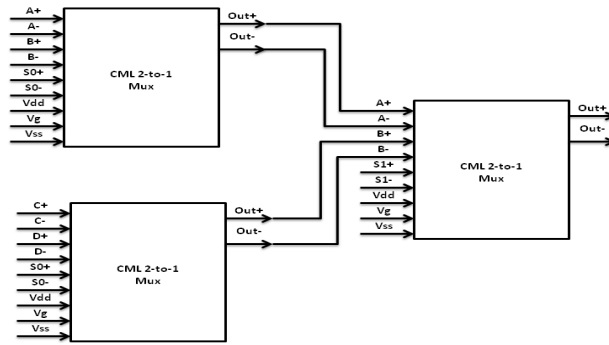 A+
A-
B+
B-
S0+
S0-
Vdd
Vg
Vss
CML 2-to-1
Mux
Out+
Out-
C+
C-
D+
D-
S0+
S0-
Vdd
Vg
Vss
CML 2-to-1
Mux
Out+
Out-
A+
A-
B+
B-
S1+
S1-
Vdd
Vg
Vss
CML 2-to-1
Mux
Out+
Out-